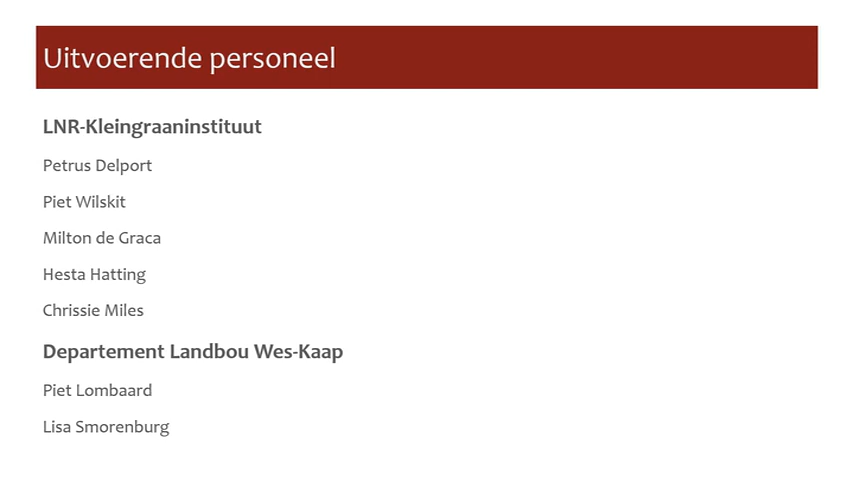 Uitvoerende personeel
LNR-Kleingraaninstituut
Petrus Delport
Piet Wilskit
Milton de Graca
Hesta Hatting
Chrissie Miles
Departement Landbou Wes-Kaap
Piet Lombaard
Lisa Smorenburg